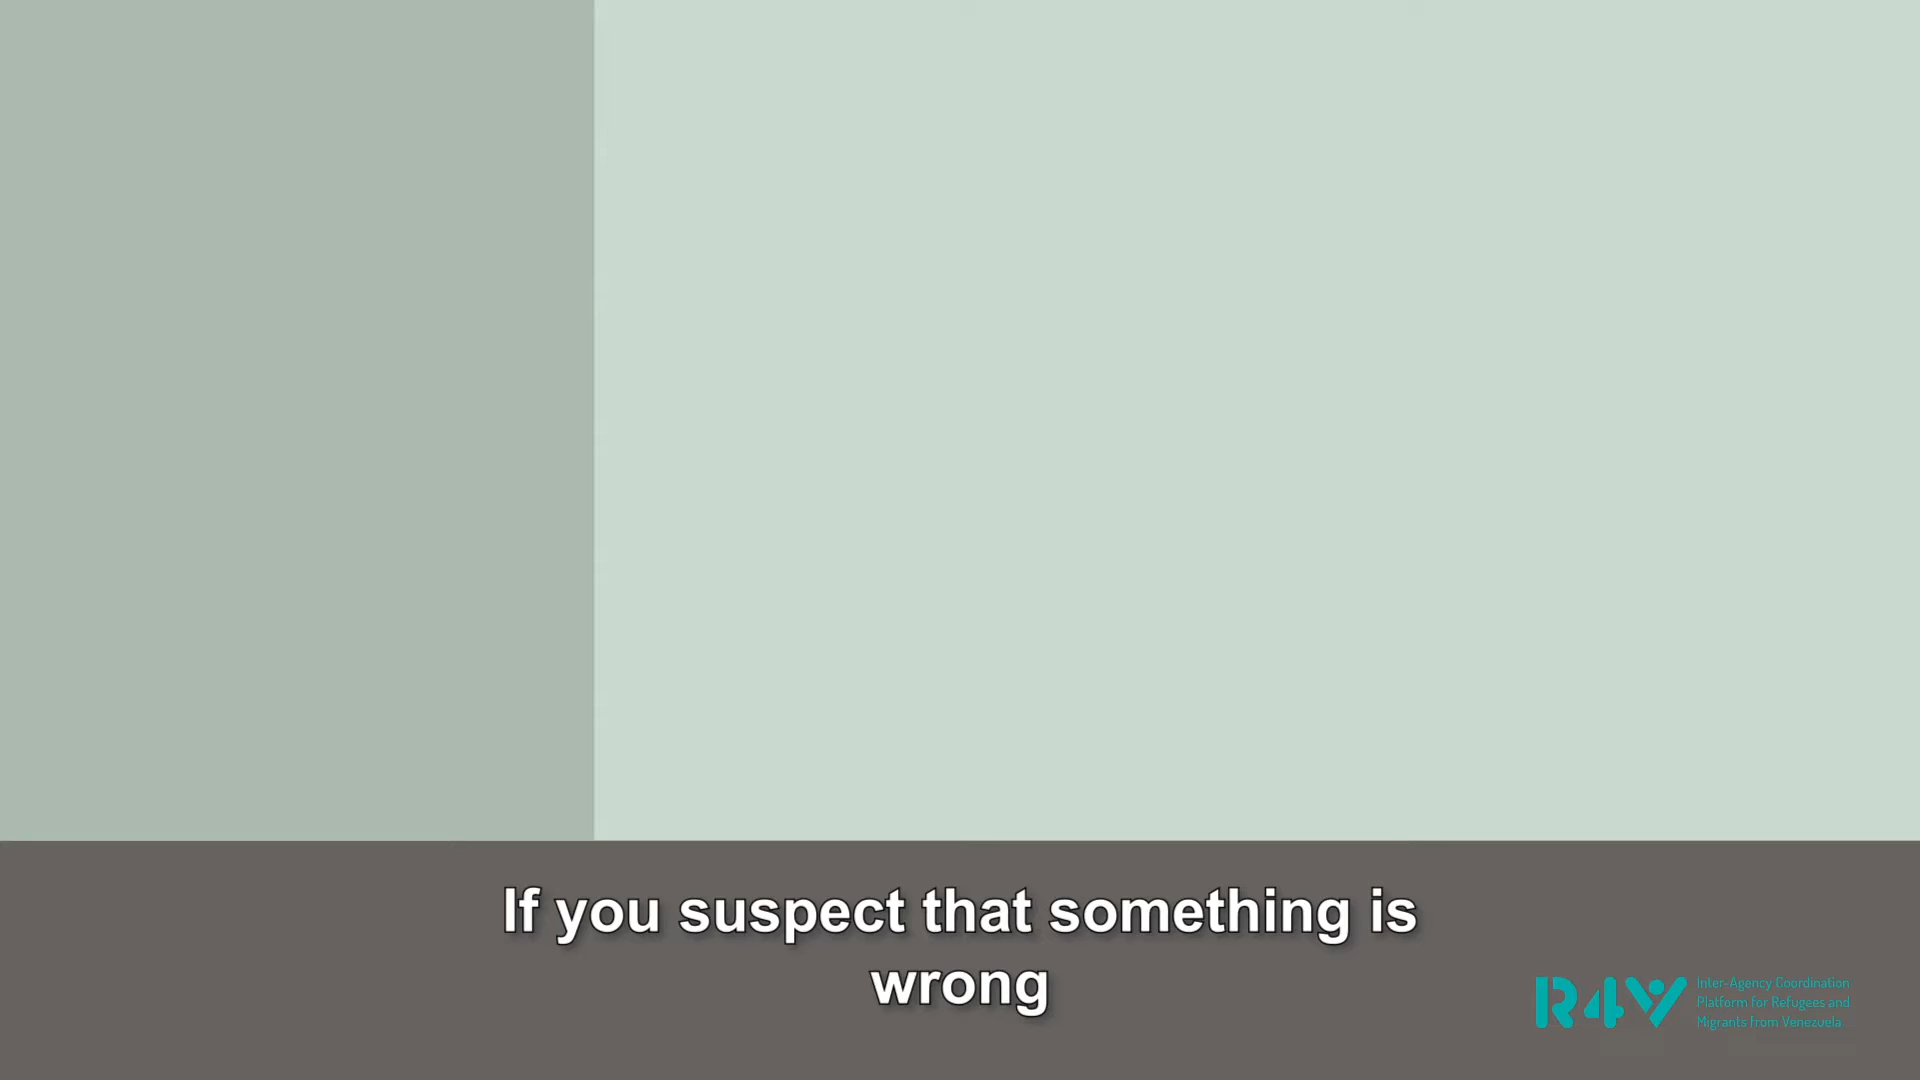 If you suspect that something is
wrong
R4V
Inter-Agency Coordination
Platform for Refugees and
Migrants from Venezuela